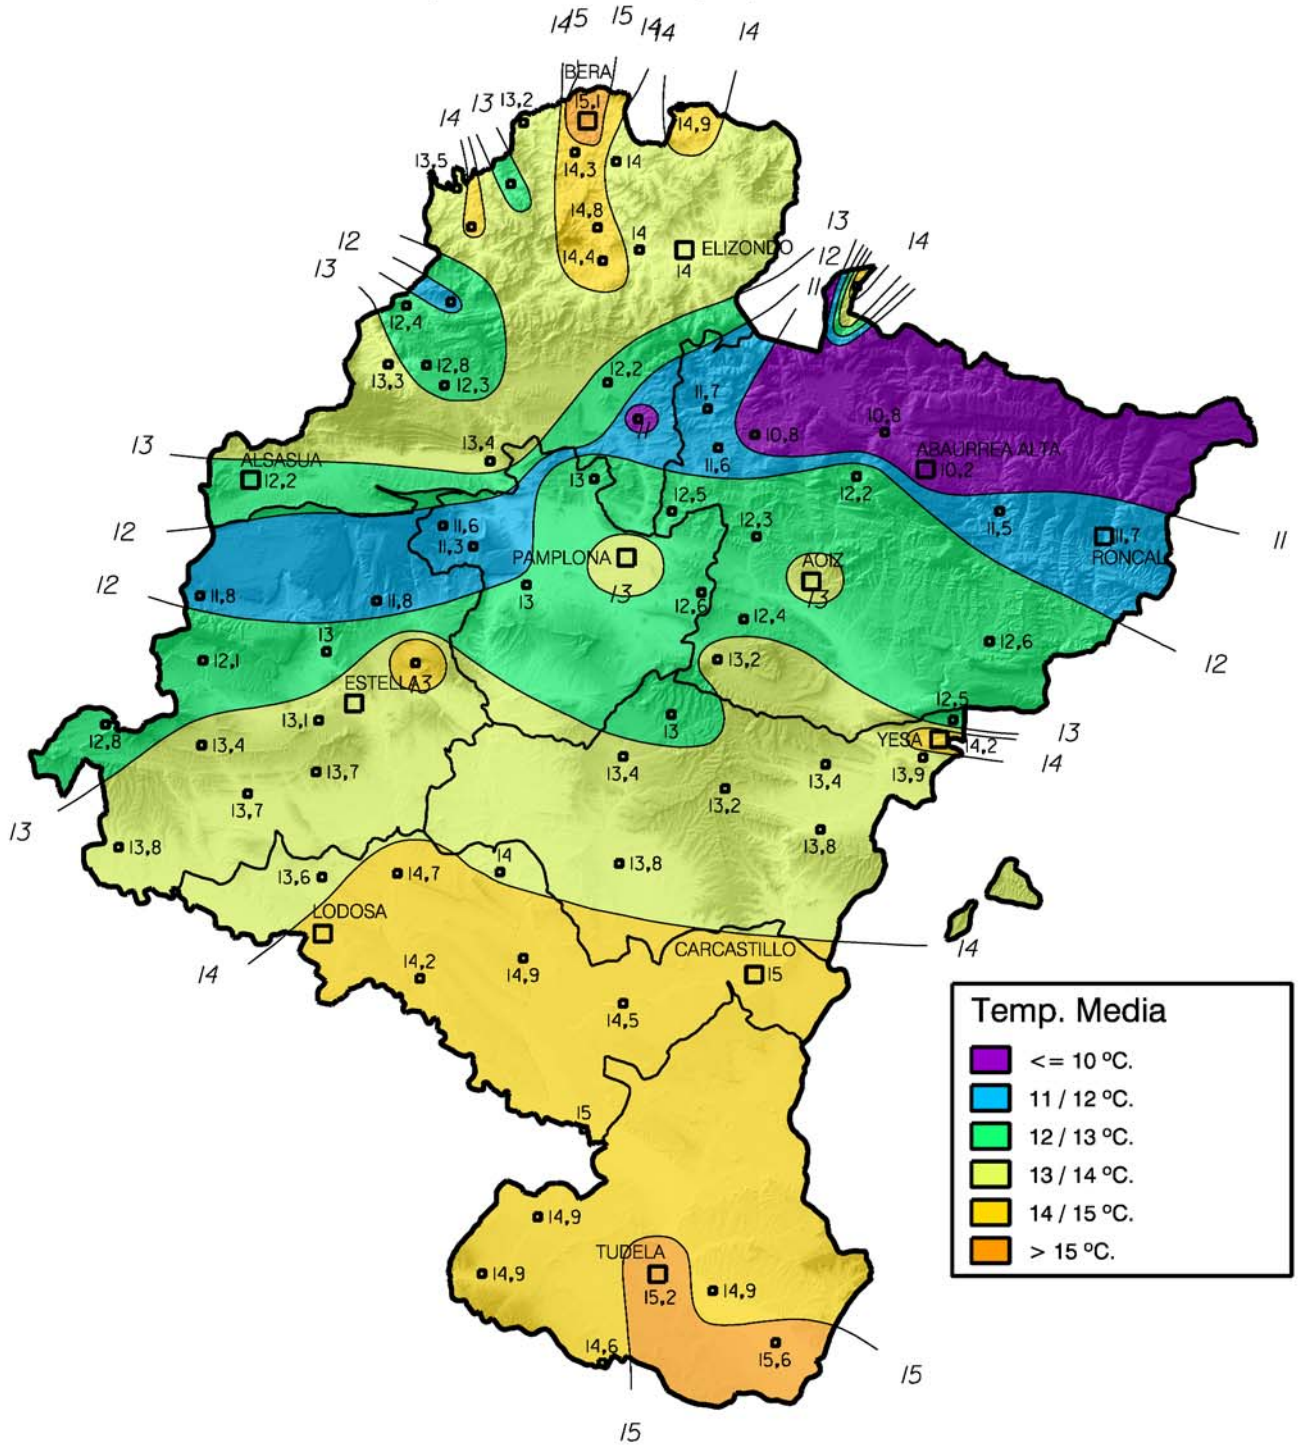 14 15 15 14 14 14
BERA
13,2 15,1 14,9
14 13
13,5 14,3 14
14,8
14 ELIZONDO
14,4 14
13 12 14
12 11
13
12,4
12,8
13,3 12,3
12,2
11,7
11
10,8 10,8
13 13,4 11,6 ABAURREA ALTA
ALSASUA 10,2
12,2 13 12,2
12,5
12 11,6 12,3 11,5 11,7
11,3 11
PAMPLONA AOIZ RONCAL
12
11,8 11,8 13 13 12,6 13
12,4
13 12,6
12,1 13,2 12
ESTELLA 13
13,1 13 12,5
12,8 13,4 YESA 14,2 13
13,7 13,4 13,4 13,9 14
13,7 13,2
13
13,8 13,8
13,6 14,7 14 13,8
LODOSA
14
CARCASTILLO
14 14,2 14,9 15
14,5
Temp. Media
<= 10 ºC.
11 / 12 ºC.
12 / 13 ºC.
13 / 14 ºC.
14 / 15 ºC.
> 15 ºC.
15
14,9
TUDELA
14,9 15,2 14,9
14,6 15,6 15
15